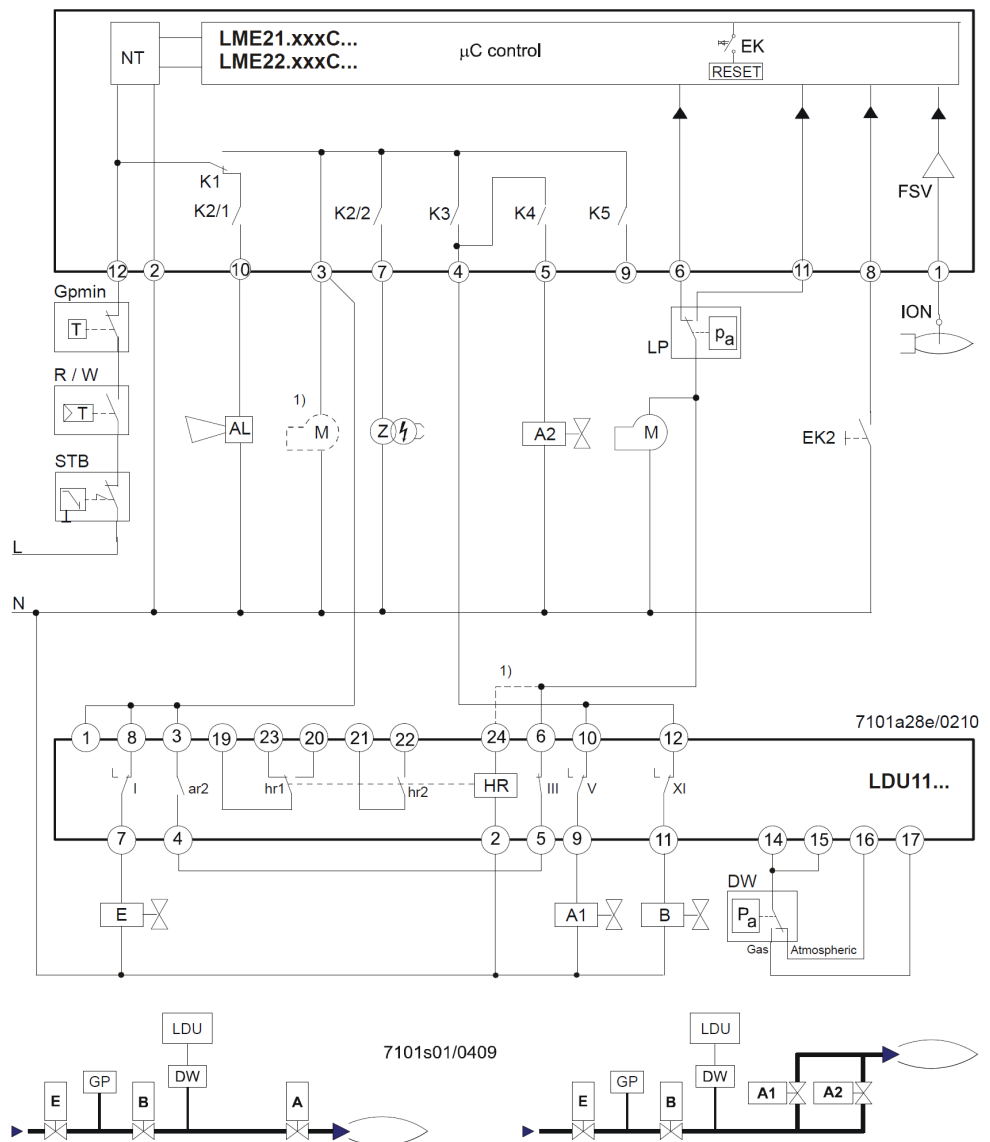 LME21.xxxC...
LME22.xxxC...
NT
μC control
EK
RESET
FSV
K1
K2/1
K2/2
K3
K4
K5
12
2
10
3
7
4
5
9
6
11
8
1
Gpmin
T
R / W
T
STB
L
N
AL
1)
M
Z
A2
LP
pa
M
EK2
ION
1)
7101a28e/0210
1
8
3
19
23
20
21
22
24
6
10
12
I
ar2
hr1
hr2
HR
III
V
XI
LDU11...
7
4
2
5
9
11
14
15
16
17
E
A1
B
DW
Pa
Gas
Atmospheric
7101s01/0409
LDU
GP
DW
E
B
A
LDU
GP
DW
E
B
A1
A2